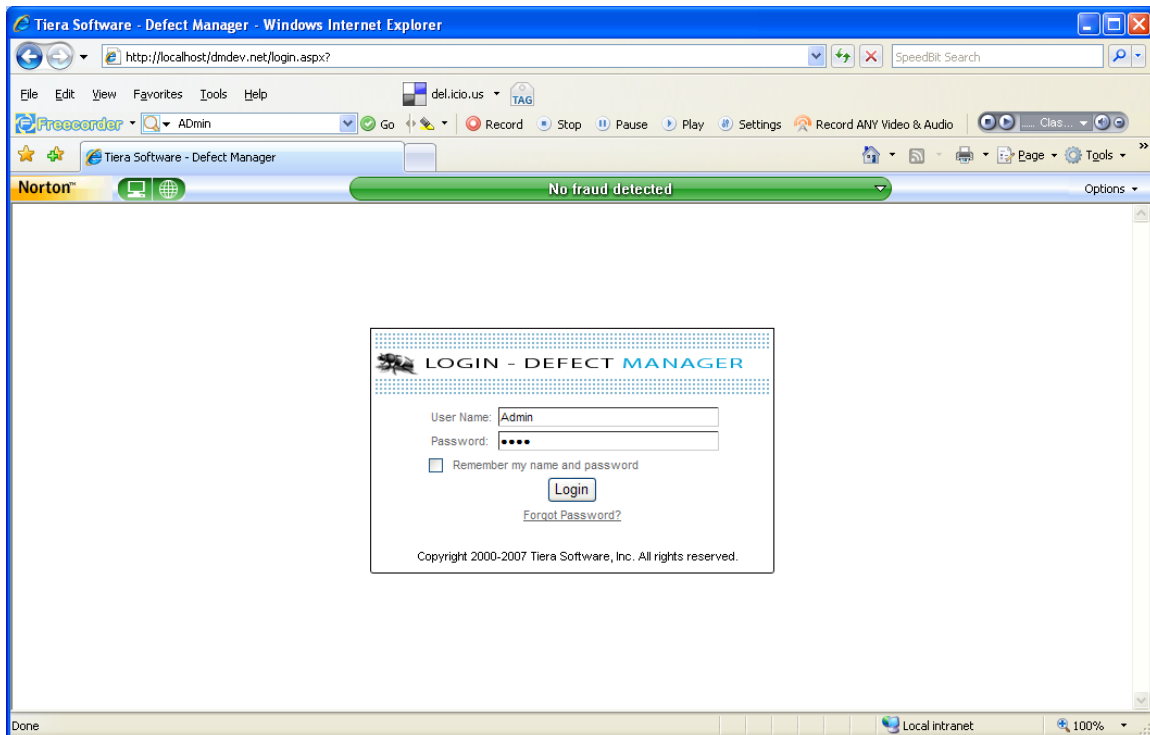 Tiera Software - Defect Manager - Windows Internet Explorer
http://localhost/dmdev.net/login.aspx?
SpeedBit Search
File Edit View Favorites Tools Help
del.icio.us
TAG
Freecorder
ADmin
Go
Record Stop Pause Play Settings Record ANY Video & Audio
..... Clas...
Tiera Software - Defect Manager
Page Tools »
Norton™
No fraud detected
Options
LOGIN - DEFECT MANAGER
User Name: Admin
Password: ●●●●
Remember my name and password
Login
Forgot Password?
Copyright 2000-2007 Tiera Software, Inc. All rights reserved.
Done
Local intranet
100%